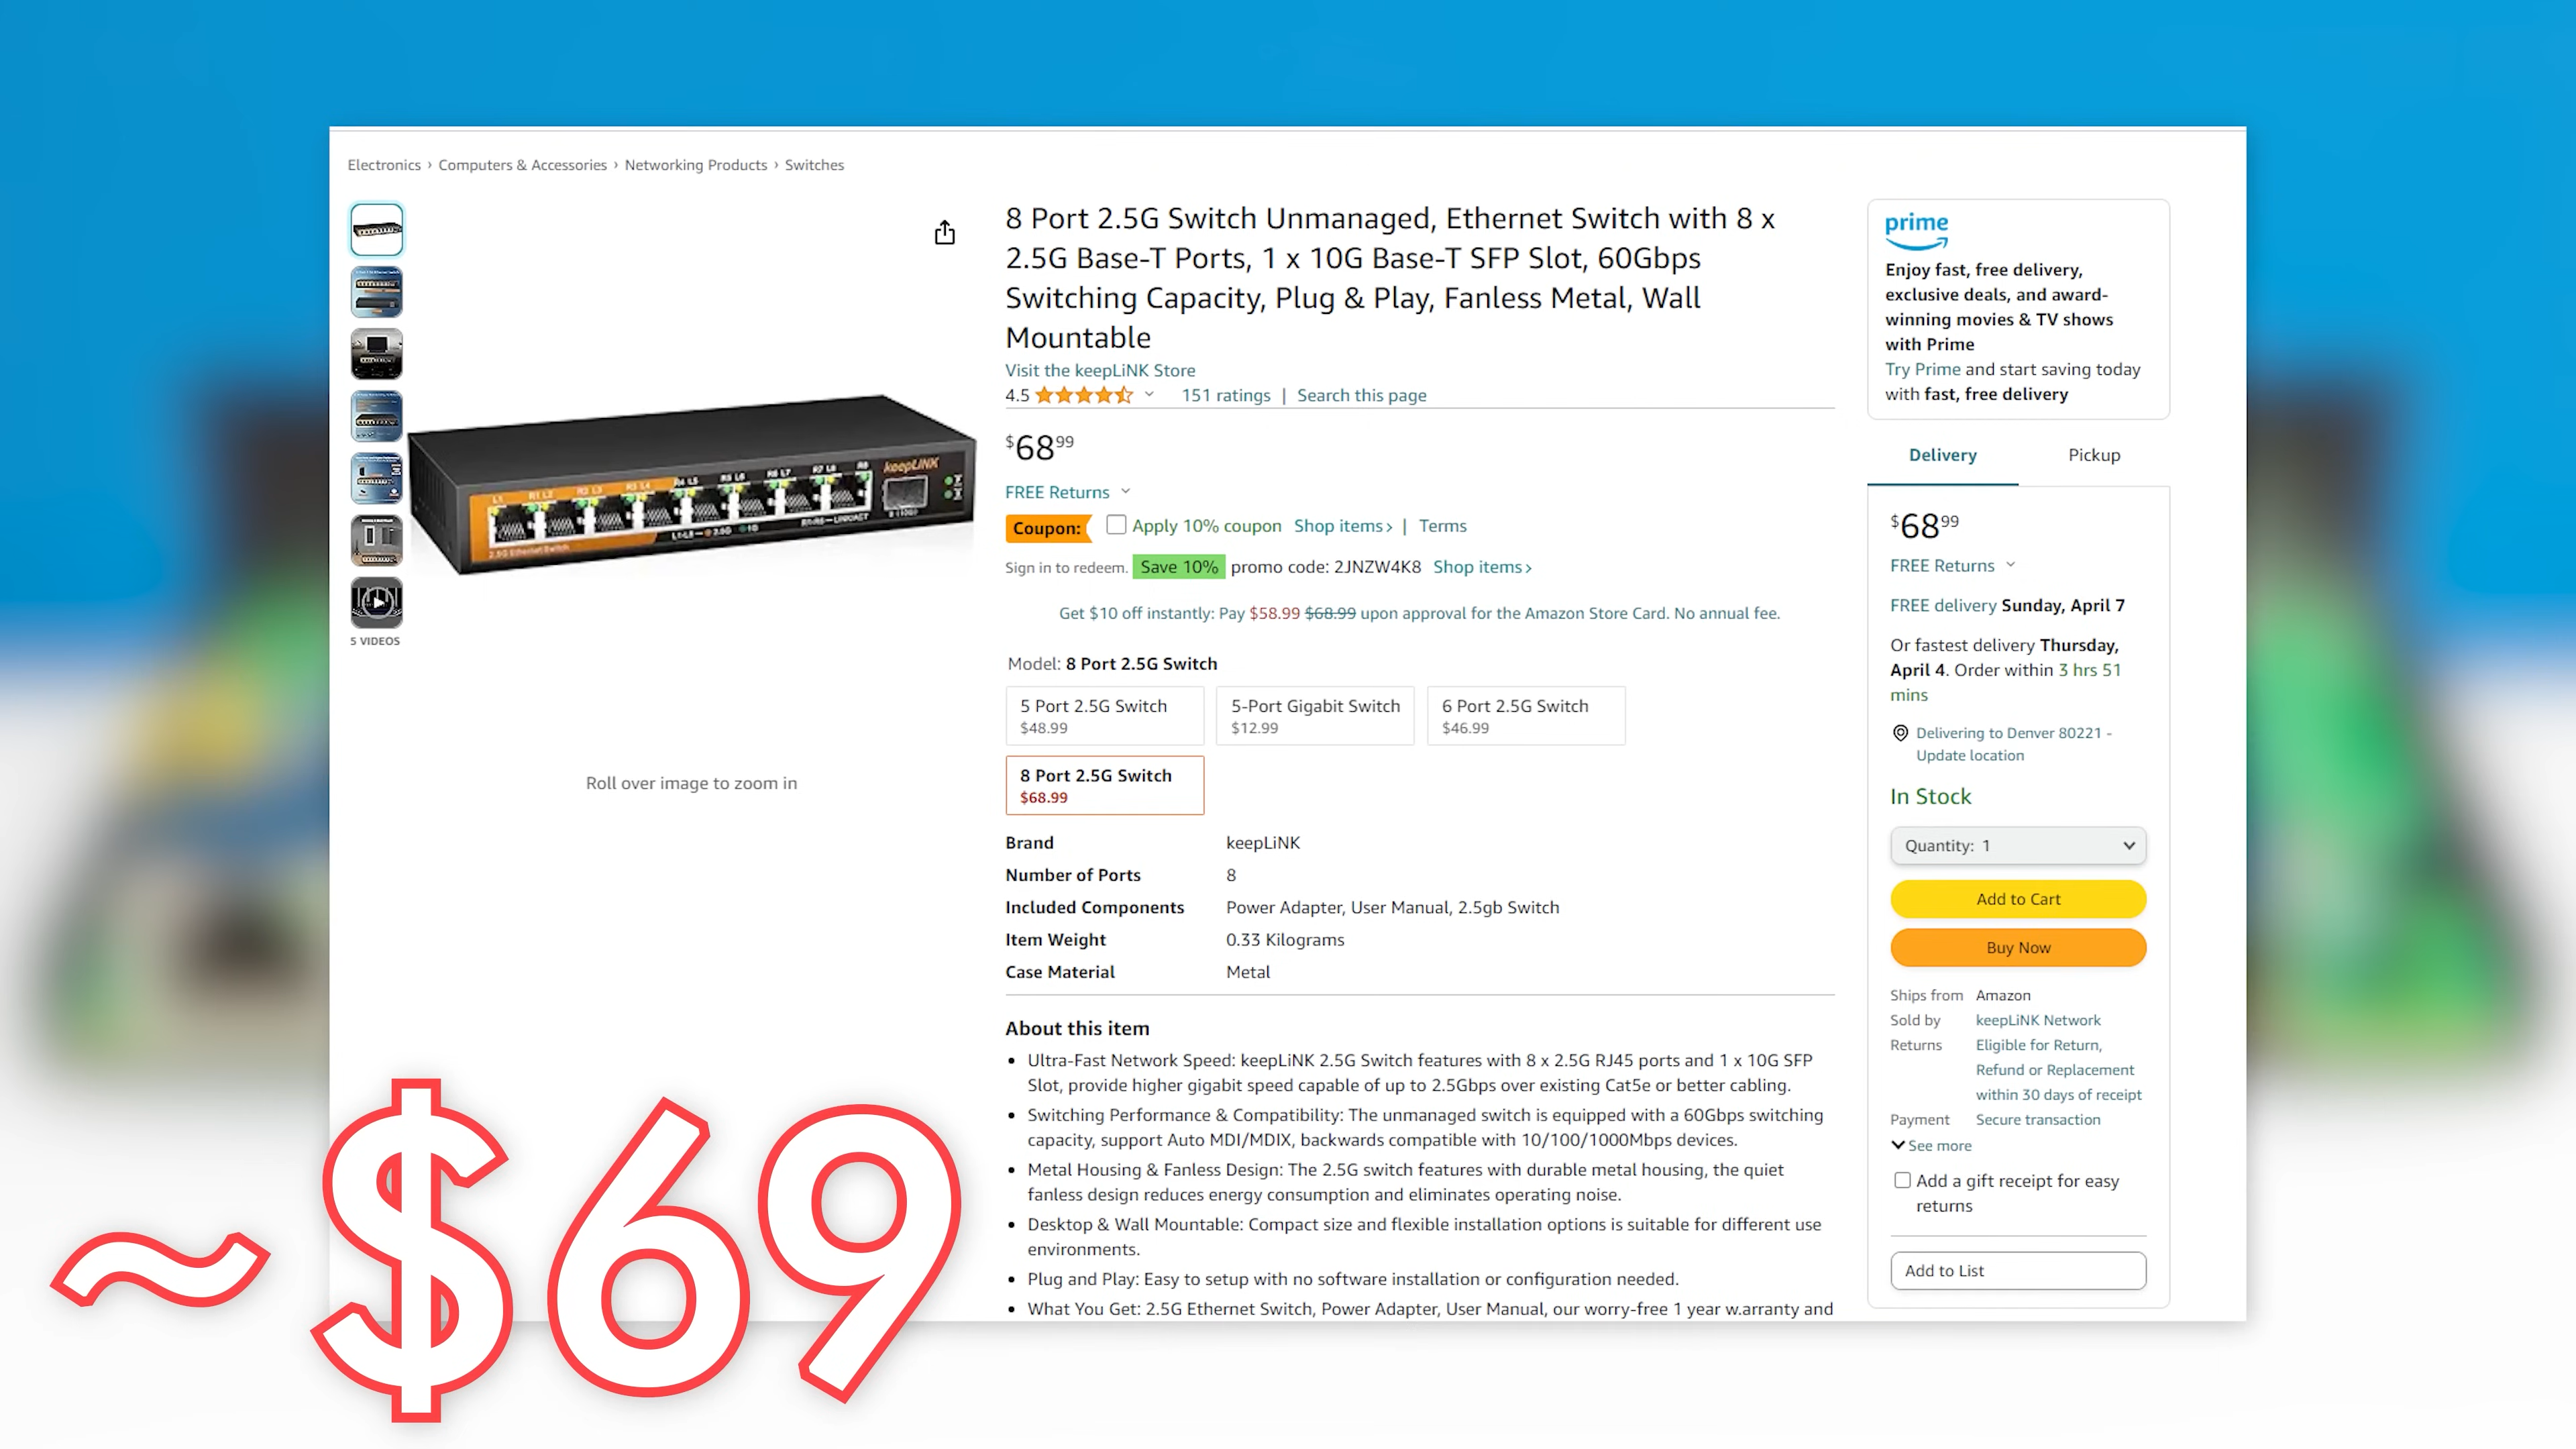 Electronics › Computers & Accessories › Networking Products › Switches
5 VIDEOS
keepLINK
2.5G Ethernet Switch
Roll over image to zoom in
8 Port 2.5G Switch Unmanaged, Ethernet Switch with 8 x
2.5G Base-T Ports, 1 x 10G Base-T SFP Slot, 60Gbps
Switching Capacity, Plug & Play, Fanless Metal, Wall
Mountable
Visit the keepLiNK Store
4.5 151 ratings | Search this page
$68 99
FREE Returns
Coupon: Apply 10% coupon Shop items › | Terms
Sign in to redeem. Save 10% promo code: 2JNZW4K8 Shop items ›
Get $10 off instantly: Pay $58.99 $68.99 upon approval for the Amazon Store Card. No annual fee.
Model: 8 Port 2.5G Switch
5 Port 2.5G Switch 5-Port Gigabit Switch 6 Port 2.5G Switch
$48.99 $12.99 $46.99
8 Port 2.5G Switch
$68.99
Brand keepLiNK
Number of Ports 8
Included Components Power Adapter, User Manual, 2.5gb Switch
Item Weight 0.33 Kilograms
Case Material Metal
About this item
• Ultra-Fast Network Speed: keepLiNK 2.5G Switch features with 8 x 2.5G RJ45 ports and 1 x 10G SFP
Slot, provide higher gigabit speed capable of up to 2.5Gbps over existing Cat5e or better cabling.
• Switching Performance & Compatibility: The unmanaged switch is equipped with a 60Gbps switching
capacity, support Auto MDI/MDIX, backwards compatible with 10/100/1000Mbps devices.
• Metal Housing & Fanless Design: The 2.5G switch features with durable metal housing, the quiet
fanless design reduces energy consumption and eliminates operating noise.
• Desktop & Wall Mountable: Compact size and flexible installation options is suitable for different use
environments.
• Plug and Play: Easy to setup with no software installation or configuration needed.
• What You Get: 2.5G Ethernet Switch, Power Adapter, User Manual, our worry-free 1 year w.arranty and
prime
Enjoy fast, free delivery,
exclusive deals, and award-
winning movies & TV shows
with Prime
Try Prime and start saving today
with fast, free delivery
Delivery Pickup
$68 99
FREE Returns
FREE delivery Sunday, April 7
Or fastest delivery Thursday,
April 4. Order within 3 hrs 51
mins
Delivering to Denver 80221 -
Update location
In Stock
Quantity: 1
Add to Cart
Buy Now
Ships from Amazon
Sold by keepLiNK Network
Returns Eligible for Return,
Refund or Replacement
within 30 days of receipt
Payment Secure transaction
See more
Add a gift receipt for easy
returns
Add to List
~$69